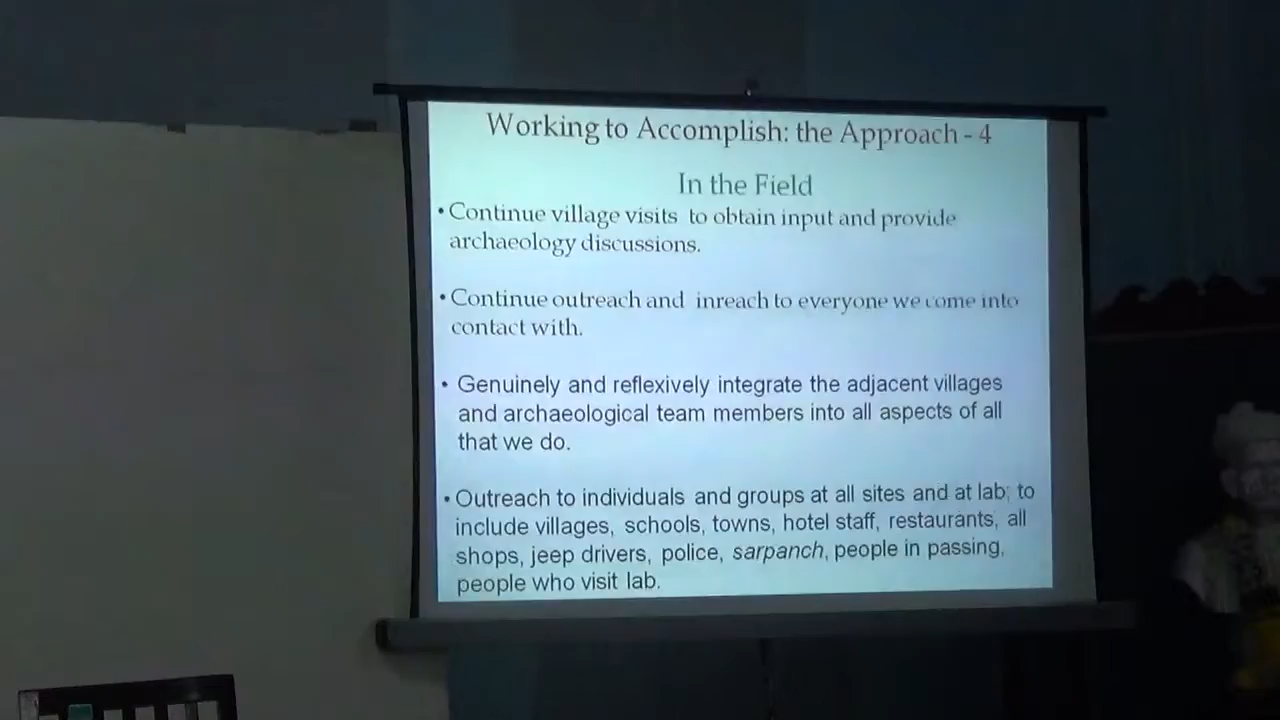 Working to Accomplish: the Approach - 4
In the Field
• Continue village visits to obtain input and provide
archaeology discussions.
• Continue outreach and inreach to everyone we come into
contact with.
• Genuinely and reflexively integrate the adjacent villages
and archaeological team members into all aspects of all
that we do.
• Outreach to individuals and groups at all sites and at lab; to
include villages, schools, towns, hotel staff, restaurants, all
shops, jeep drivers, police, sarpanch, people in passing,
people who visit lab.